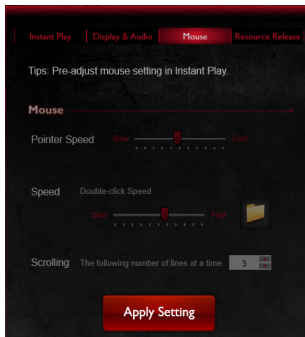 Instant Play
Display & Audio
Mouse
Resource Release
Tips: Pre-adjust mouse setting in Instant Play.
Mouse
Pointer Speed
Slow
Fast
Speed
Double-click Speed
Slow
Fast
Scrolling
The following number of lines at a time
3
Apply Setting